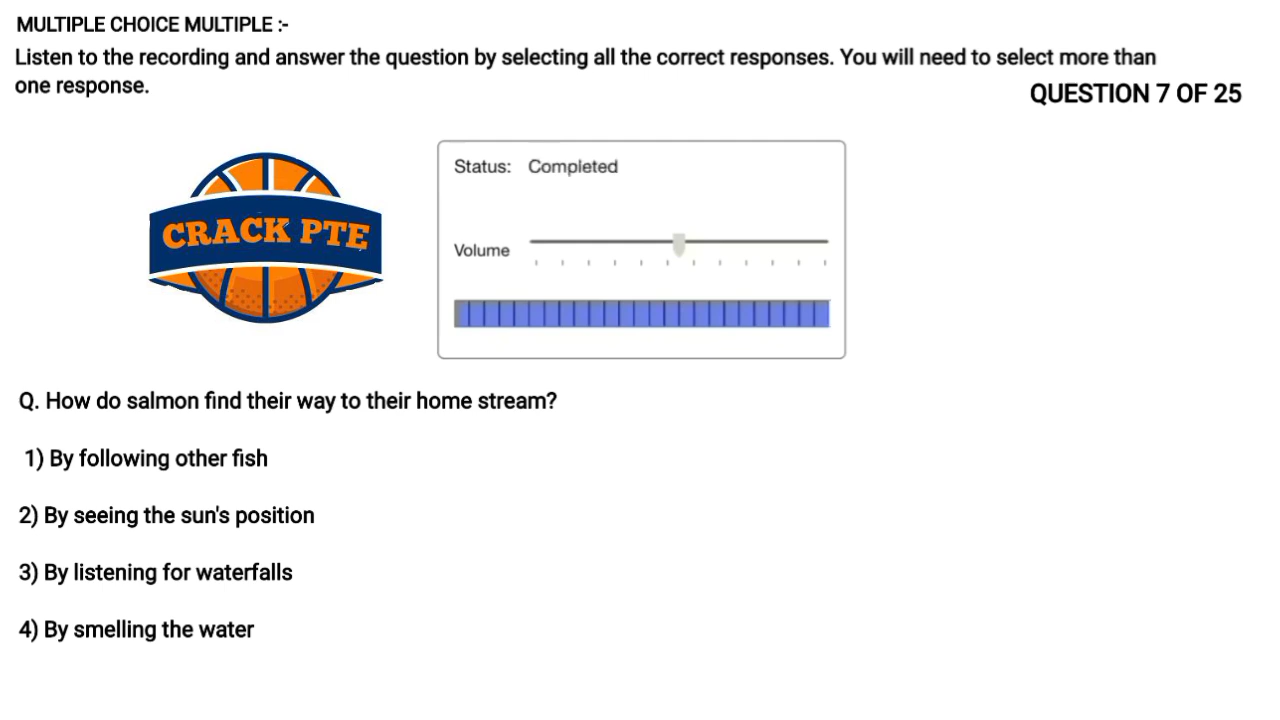 MULTIPLE CHOICE MULTIPLE :-
Listen to the recording and answer the question by selecting all the correct responses. You will need to select more than
one response.
QUESTION 7 OF 25
CRACK PTE
Status: Completed
Volume
Q. How do salmon find their way to their home stream?
1) By following other fish
2) By seeing the sun's position
3) By listening for waterfalls
4) By smelling the water